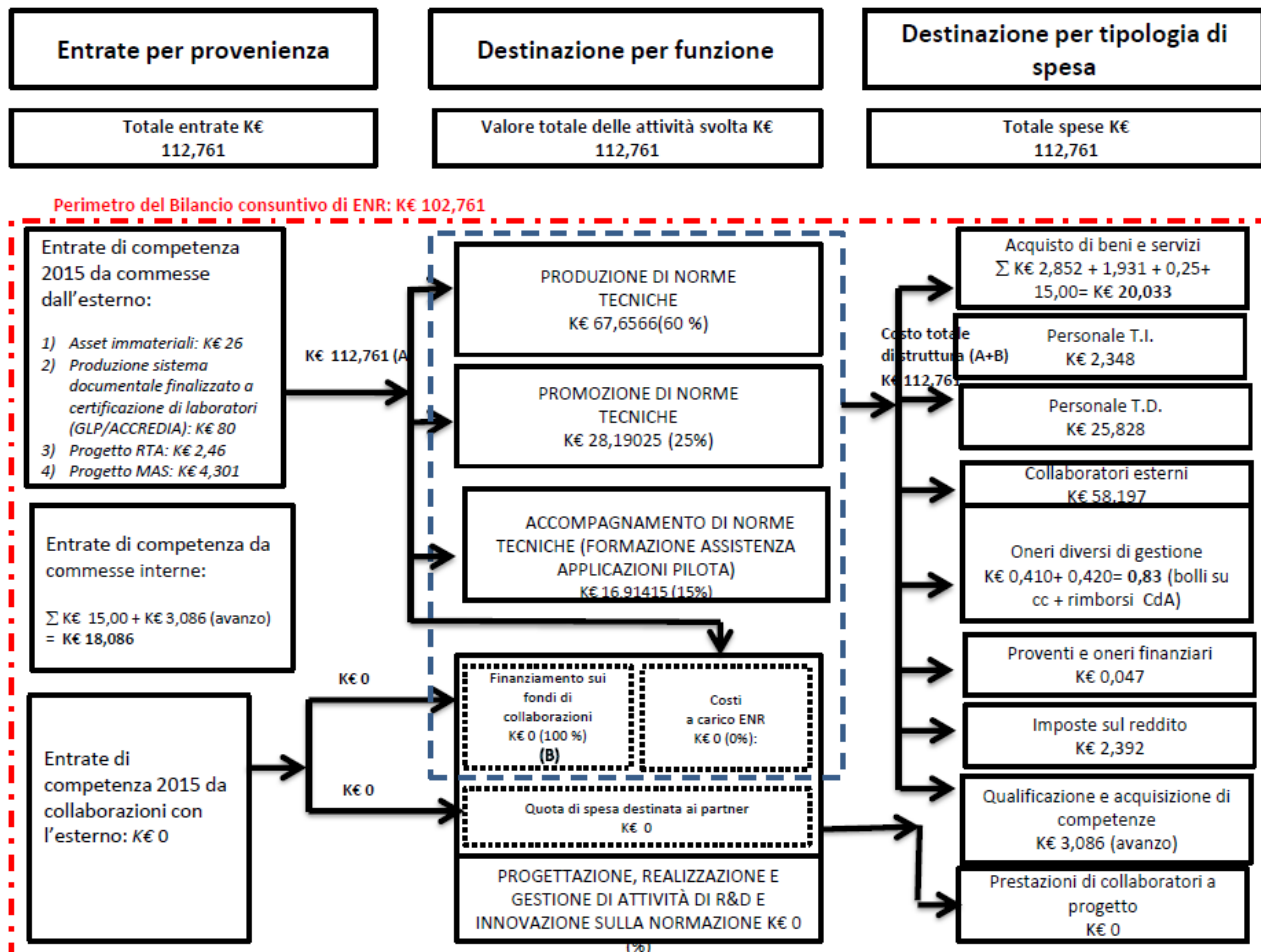 Entrate per provenienza
Destinazione per funzione
Destinazione per tipologia di
spesa
Totale entrate K€
112,761
Valore totale delle attività svolta K€
112,761
Totale spese K€
112,761
Perimetro del Bilancio consuntivo di ENR: K€ 102,761
Entrate di competenza
2015 da commesse
dall'esterno:
1) Asset immateriali: K€ 26
2) Produzione sistema
documentale finalizzato a
certificazione di laboratori
(GLP/ACCREDIA): K€ 80
3) Progetto RTA: K€ 2,46
4) Progetto MAS: K€ 4,301
Entrate di competenza da
commesse interne:
∑ K€ 15,00 + K€ 3,086 (avanzo)
= K€ 18,086
Entrate di
competenza 2015 da
collaborazioni con
l'esterno: K€ 0
K€ 112,761 (A
K€ 0
K€ 0
PRODUZIONE DI NORME
TECNICHE
K€ 67,6566(60 %)
PROMOZIONE DI NORME
TECNICHE
K€ 28,19025 (25%)
ACCOMPAGNAMENTO DI NORME
TECNICHE (FORMAZIONE ASSISTENZA
APPLICAZIONI PILOTA)
K€ 16,91415 (15%)
Finanziamento sui
fondi di
collaborazioni
K€ 0 (100 %)
(B)
Costi
a carico ENR
K€ 0 (0%):
Quota di spesa destinata ai partner
K€ 0
PROGETTAZIONE, REALIZZAZIONE E
GESTIONE DI ATTIVITÀ DI R&D E
INNOVAZIONE SULLA NORMAZIONE K€ 0
(%)
Costo totale
di struttura (A+B)
K€ 112,761
Acquisto di beni e servizi
∑ K€ 2,852 + 1,931 + 0,25+
15,00= K€ 20,033
Personale T.I.
K€ 2,348
Personale T.D.
K€ 25,828
Collaboratori esterni
K€ 58,197
Oneri diversi di gestione
K€ 0,410+ 0,420= 0,83 (bolli su
cc + rimborsi CdA)
Proventi e oneri finanziari
K€ 0,047
Imposte sul reddito
K€ 2,392
Qualificazione e acquisizione di
competenze
K€ 3,086 (avanzo)
Prestazioni di collaboratori a
progetto
K€ 0